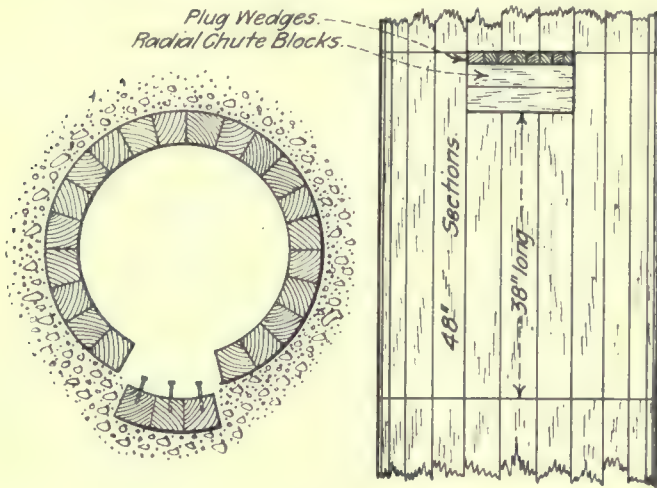 Plug Wedges
Radial Chute Blocks
48" Sections
38" long